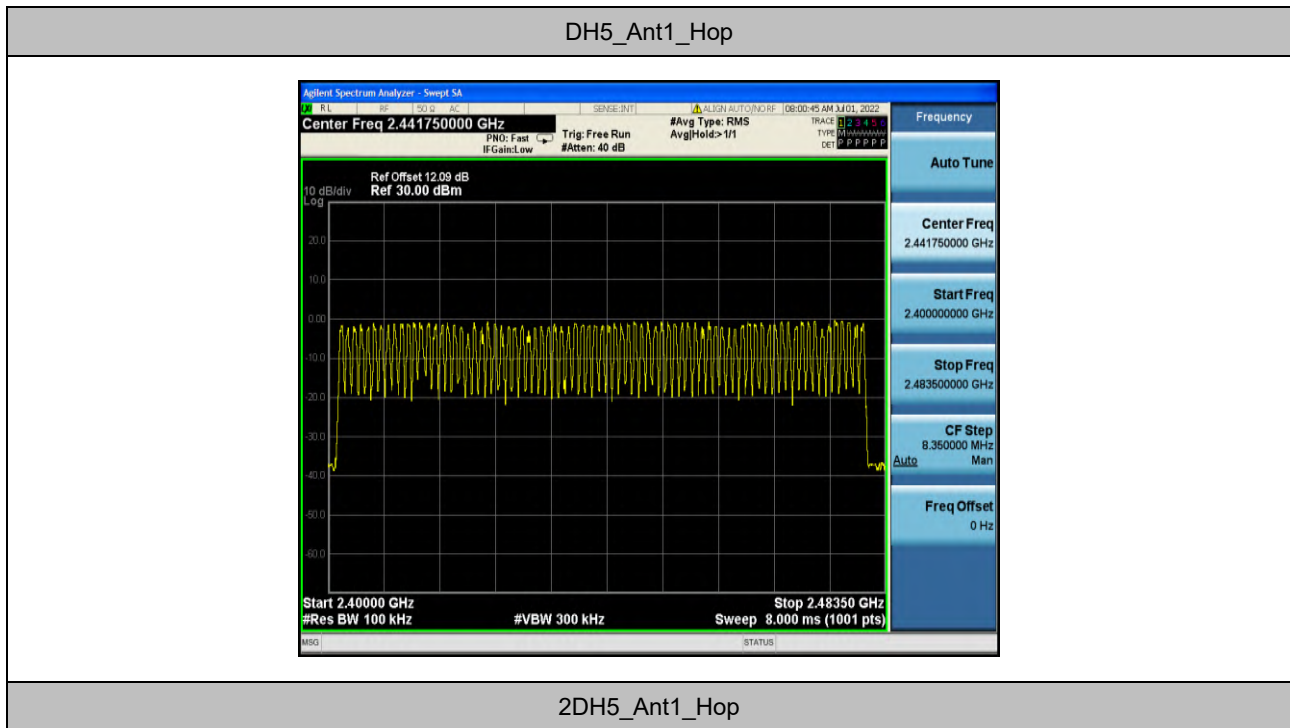 DH5_Ant1_Hop
Agilent Spectrum Analyzer - Swept SA
RL RF 50 Ω AC SENSE:INT ALIGN AUTO/NO RF 08:00:45 AM Jul 01, 2022
Center Freq 2.441750000 GHz #Avg Type: RMS TRACE 1 2 3 4 5 6
PNO: Fast Trig: Free Run Avg|Hold:>1/1 TYPE M
IFGain:Low #Atten: 40 dB DET P P P P P P
Ref Offset 12.09 dB
10 dB/div Ref 30.00 dBm
Log
20.0
10.0
0.00
-10.0
-20.0
-30.0
-40.0
-50.0
-60.0
Start 2.40000 GHz Stop 2.48350 GHz
#Res BW 100 kHz #VBW 300 kHz Sweep 8.000 ms (1001 pts)
MSG STATUS
Frequency
Auto Tune
Center Freq
2.441750000 GHz
Start Freq
2.400000000 GHz
Stop Freq
2.483500000 GHz
CF Step
8.350000 MHz
Auto Man
Freq Offset
0 Hz
2DH5_Ant1_Hop